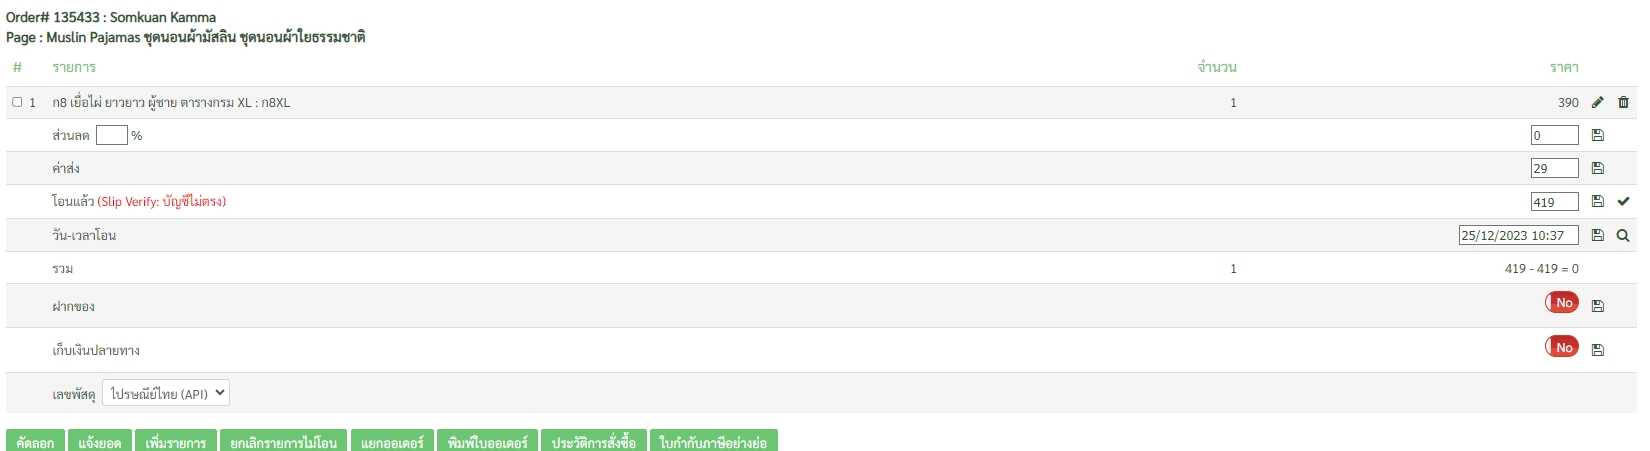 Order# 135433 : Somkuan Kamma
Page : Muslin Pajamas ชุดนอนผ้ามัสลิน ชุดนอนผ้าใยธรรมชาติ
# รายการ จำนวน ราคา
1 ก8 เยื่อไผ่ ยาวยาว ผู้ชาย ตารางกรม XL : ก8XL 1 390
ส่วนลด % 0
ค่าส่ง 29
โอนแล้ว (Slip Verify: บัญชีไม่ตรง) 419
วัน-เวลาโอน 25/12/2023 10:37
รวม 1 419 - 419 = 0
ฝากของ No
เก็บเงินปลายทาง No
เลขพัสดุ ไปรษณีย์ไทย (API)
คัดลอก แจ้งยอด เพิ่มรายการ ยกเลิกรายการไม่โอน แยกออเดอร์ พิมพ์ใบออเดอร์ ประวัติการสั่งซื้อ ใบกำกับภาษีอย่างย่อ